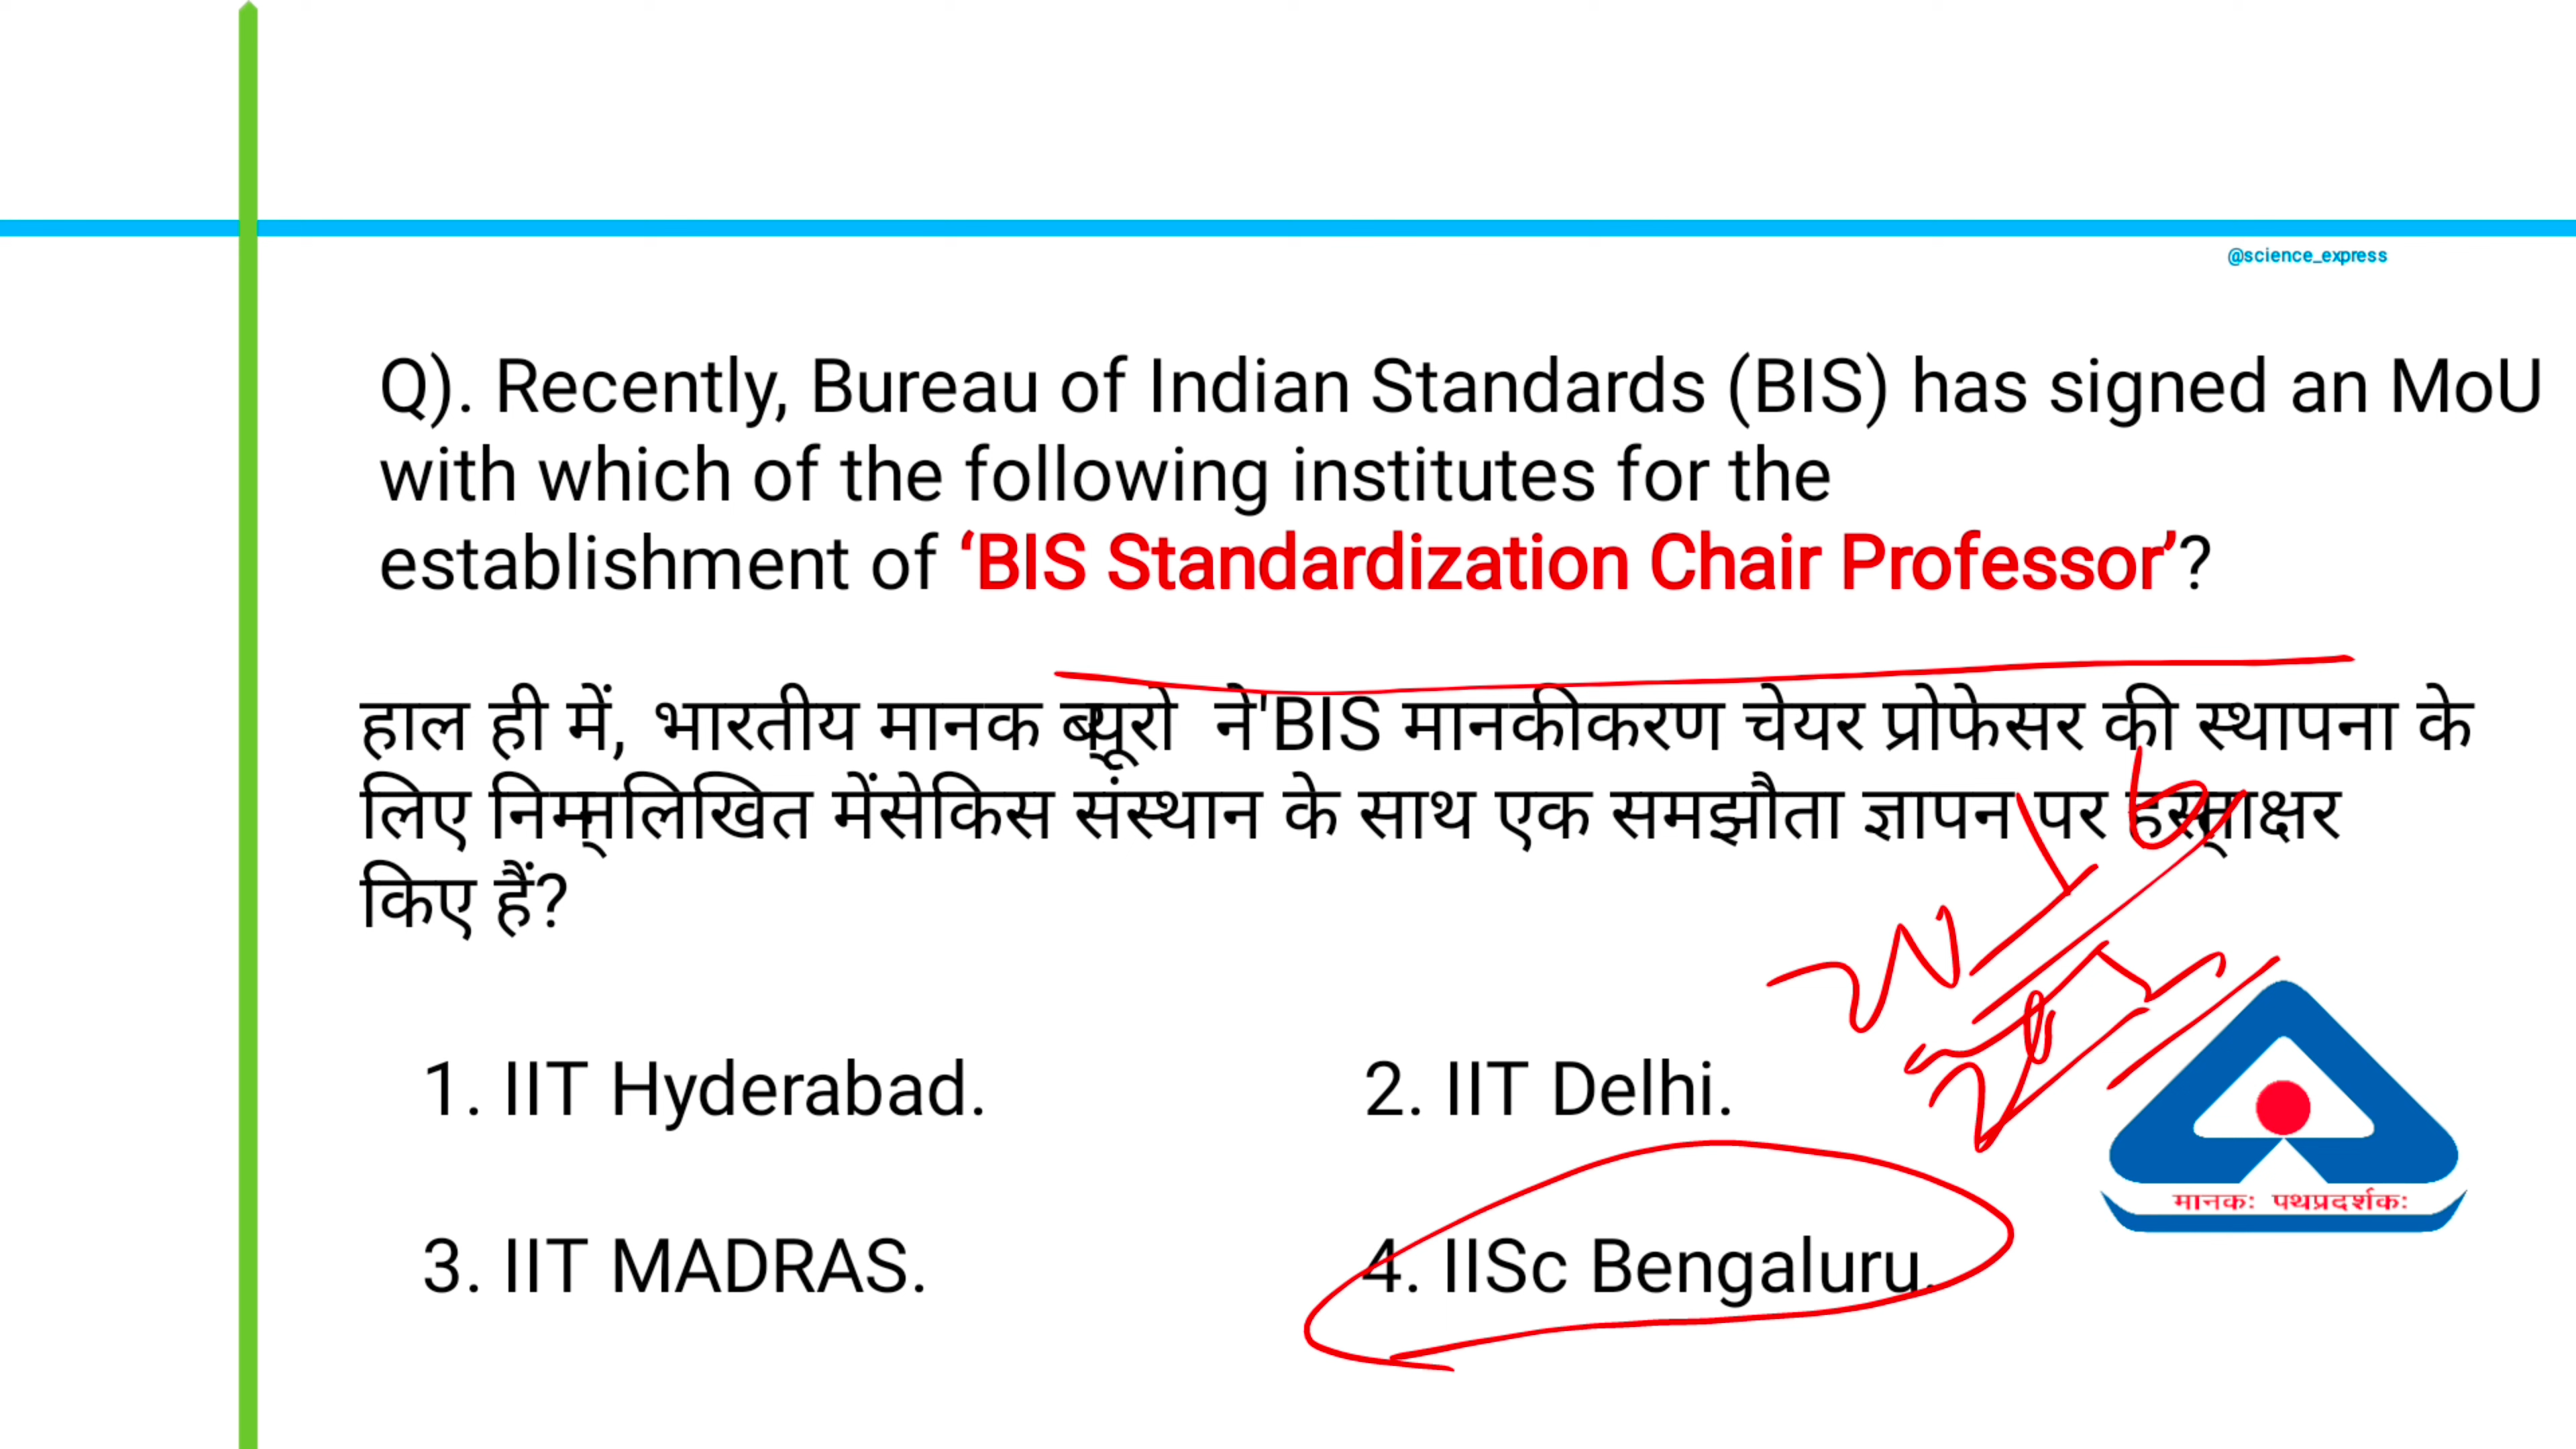 @science_express
Q). Recently, Bureau of Indian Standards (BIS) has signed an MoU
with which of the following institutes for the
establishment of ‘BIS Standardization Chair Professor’?
हाल ही में, भारतीय मानक ब्यूरो ने'BIS मानकीकरण चेयर प्रोफेसर की स्थापना के
लिए निम्नलिखित मेंसेकिस संस्थान के साथ एक समझौता ज्ञापन पर हस्ताक्षर
किए हैं?
1. IIT Hyderabad.
2. IIT Delhi.
3. IIT MADRAS.
4. IISc Bengaluru.
मानकः पथप्रदर्शकः